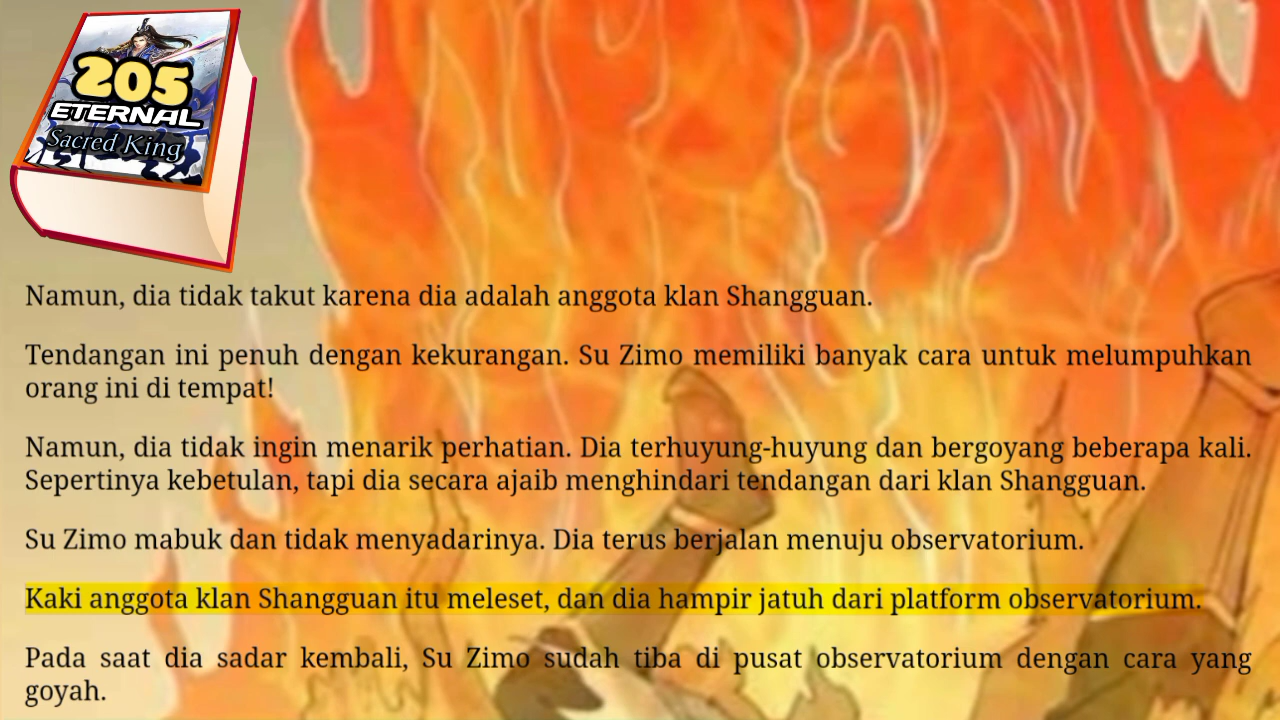 205
ETERNAL
Sacred King
Namun, dia tidak takut karena dia adalah anggota klan Shangguan.
Tendangan ini penuh dengan kekurangan. Su Zimo memiliki banyak cara untuk melumpuhkan
orang ini di tempat!
Namun, dia tidak ingin menarik perhatian. Dia terhuyung-huyung dan bergoyang beberapa kali.
Sepertinya kebetulan, tapi dia secara ajaib menghindari tendangan dari klan Shangguan.
Su Zimo mabuk dan tidak menyadarinya. Dia terus berjalan menuju observatorium.
Kaki anggota klan Shangguan itu meleset, dan dia hampir jatuh dari platform observatorium.
Pada saat dia sadar kembali, Su Zimo sudah tiba di pusat observatorium dengan cara yang
goyah.